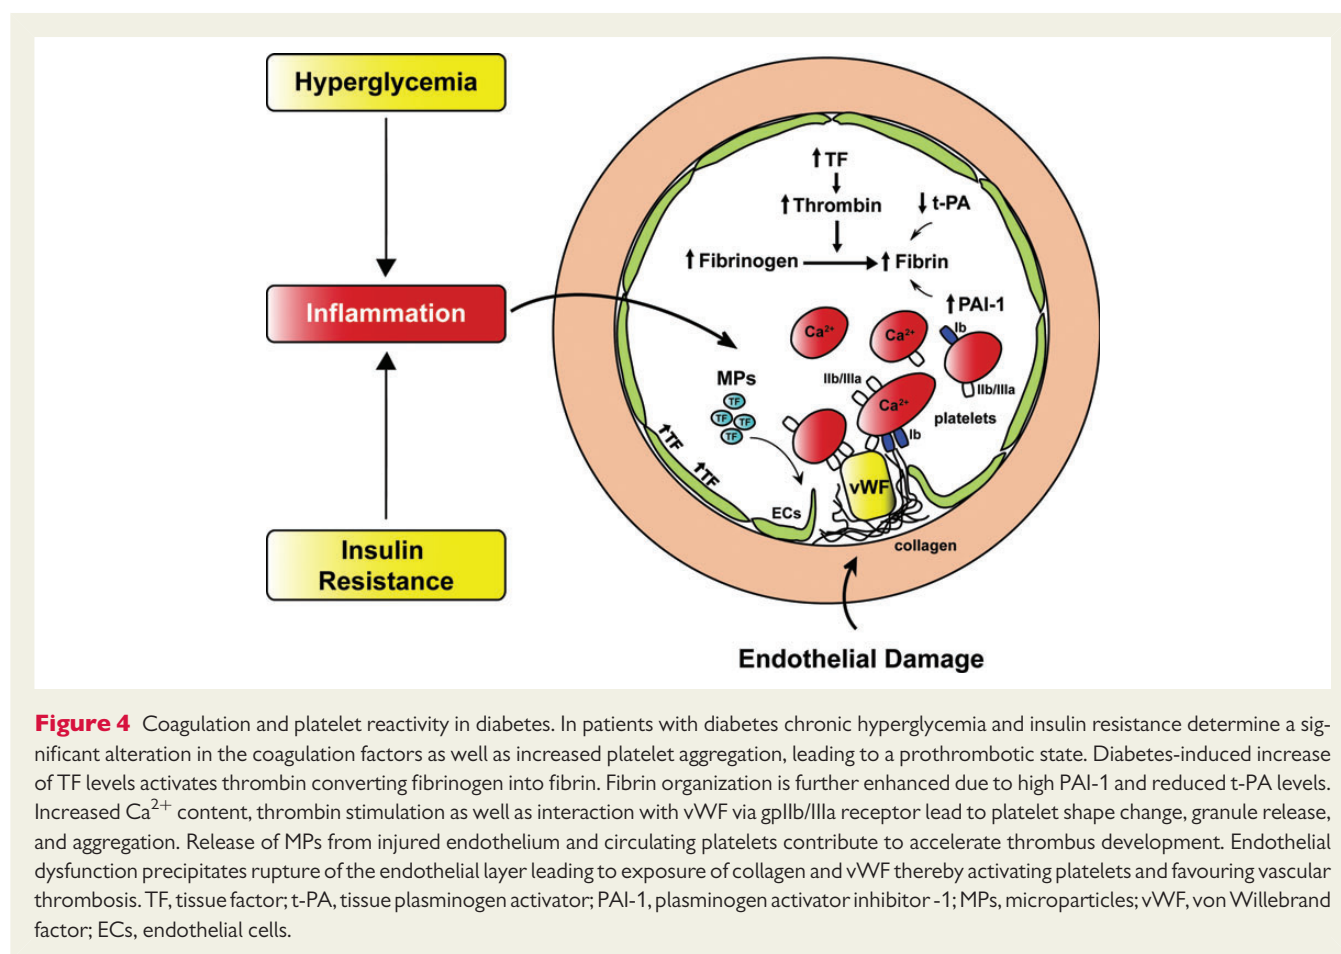 Hyperglycemia
Inflammation
Insulin
Resistance
↑TF
↑Thrombin
↓t-PA
↑Fibrinogen
↑Fibrin
↑PAI-1
Ca²⁺
Ca²⁺
Ib
IIb/IIIa
MPs
IIb/IIIa
Ca²⁺
platelets
TF
TF
TF
TF
Ib
↑TF
↑TF
vWF
ECs
collagen
Endothelial Damage
Figure 4 Coagulation and platelet reactivity in diabetes. In patients with diabetes chronic hyperglycemia and insulin resistance determine a sig-
nificant alteration in the coagulation factors as well as increased platelet aggregation, leading to a prothrombotic state. Diabetes-induced increase
of TF levels activates thrombin converting fibrinogen into fibrin. Fibrin organization is further enhanced due to high PAI-1 and reduced t-PA levels.
Increased Ca²⁺ content, thrombin stimulation as well as interaction with vWF via gpIIb/IIIa receptor lead to platelet shape change, granule release,
and aggregation. Release of MPs from injured endothelium and circulating platelets contribute to accelerate thrombus development. Endothelial
dysfunction precipitates rupture of the endothelial layer leading to exposure of collagen and vWF thereby activating platelets and favouring vascular
thrombosis. TF, tissue factor; t-PA, tissue plasminogen activator; PAI-1, plasminogen activator inhibitor -1; MPs, microparticles; vWF, von Willebrand
factor; ECs, endothelial cells.